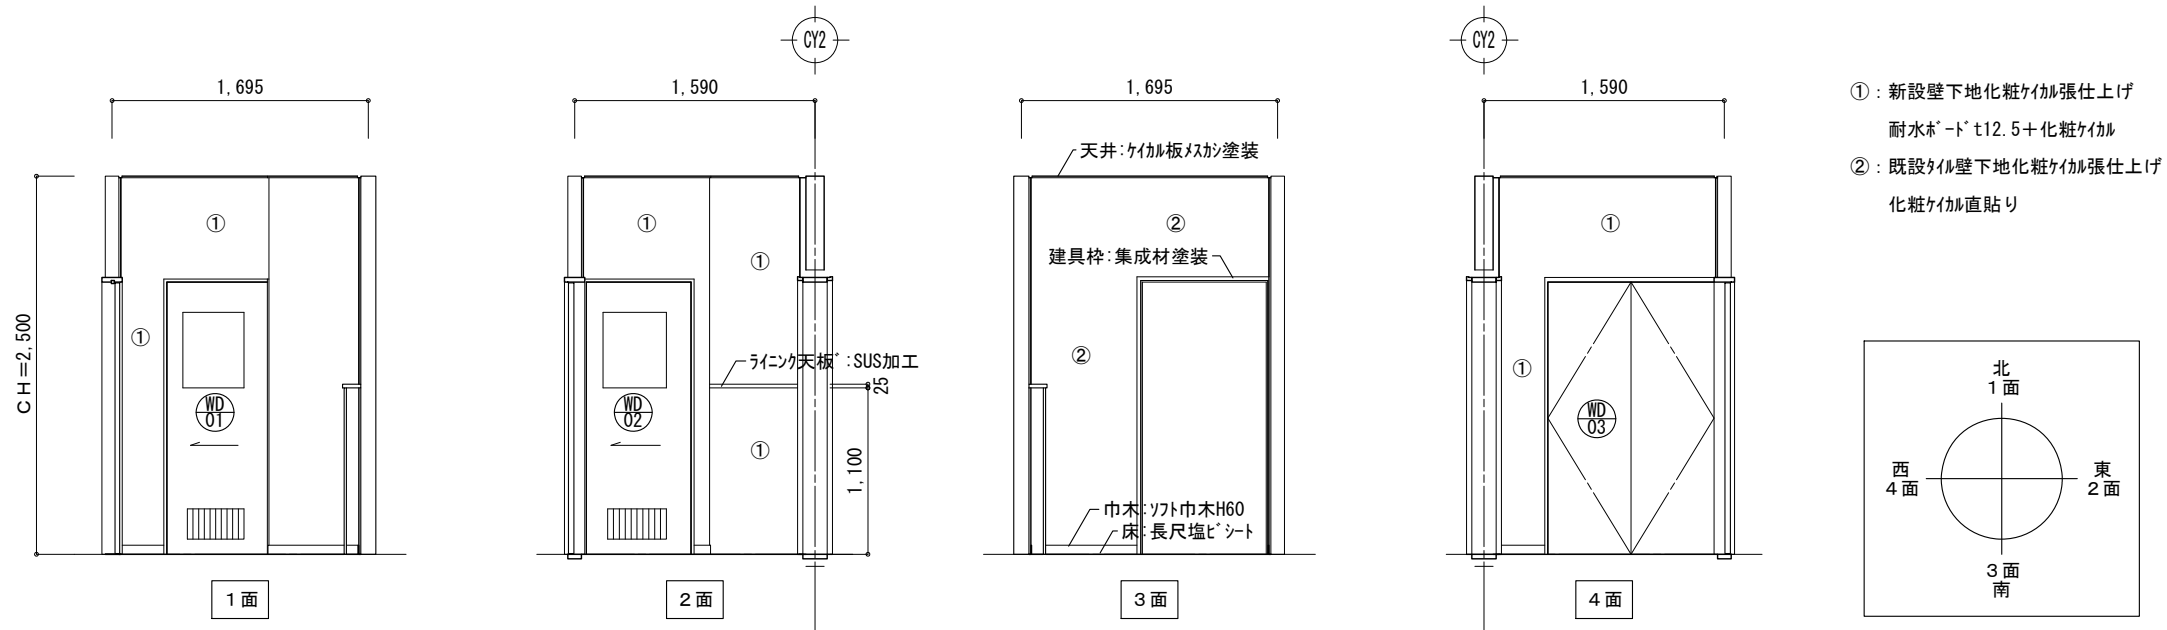 CY2
CY2
1,695
1,590
1,695
1,590
①：新設壁下地化粧ｹｲｶﾙ張仕上げ
耐水ﾎﾞｰﾄﾞt12.5＋化粧ｹｲｶﾙ
②：既設ﾀｲﾙ壁下地化粧ｹｲｶﾙ張仕上げ
化粧ｹｲｶﾙ直貼り
天井：ｹｲｶﾙ板ﾒｽｶｼ塗装
①
①
②
①
建具枠：集成材塗装
①
CH=2,500
①
②
①
ﾗｲﾆﾝｸ天板ﾞ：SUS加工
25
WD
01
WD
02
WD
03
①
1,100
巾木：ｿﾌﾄ巾木H60
床：長尺塩ﾋﾞｼｰﾄ
1面
2面
3面
4面
北
1面
西
4面
東
2面
3面
南